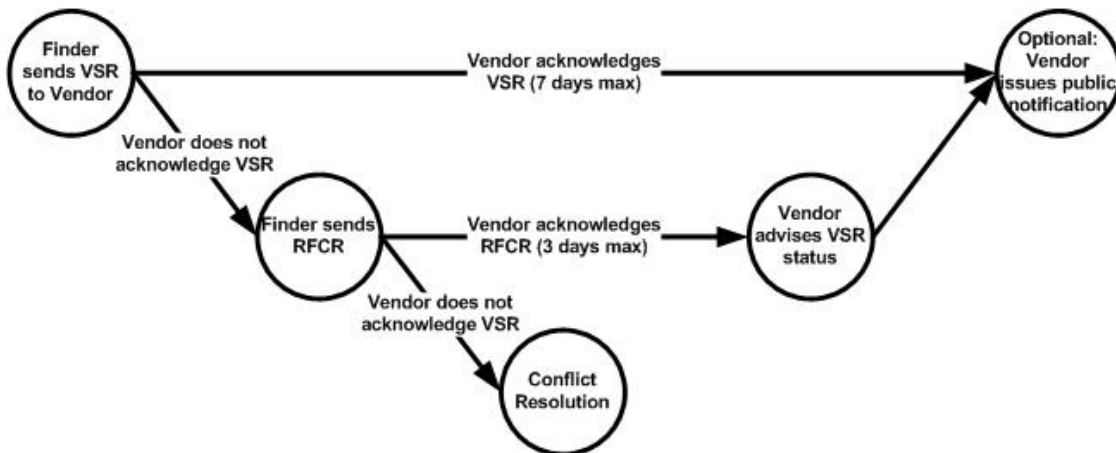 Finder
sends VSR
to Vendor
Vendor acknowledges
VSR (7 days max)
Optional:
Vendor
issues public
notification
Vendor does not
acknowledge VSR
Finder sends
RFCR
Vendor acknowledges
RFCR (3 days max)
Vendor
advises VSR
status
Vendor does not
acknowledge VSR
Conflict
Resolution